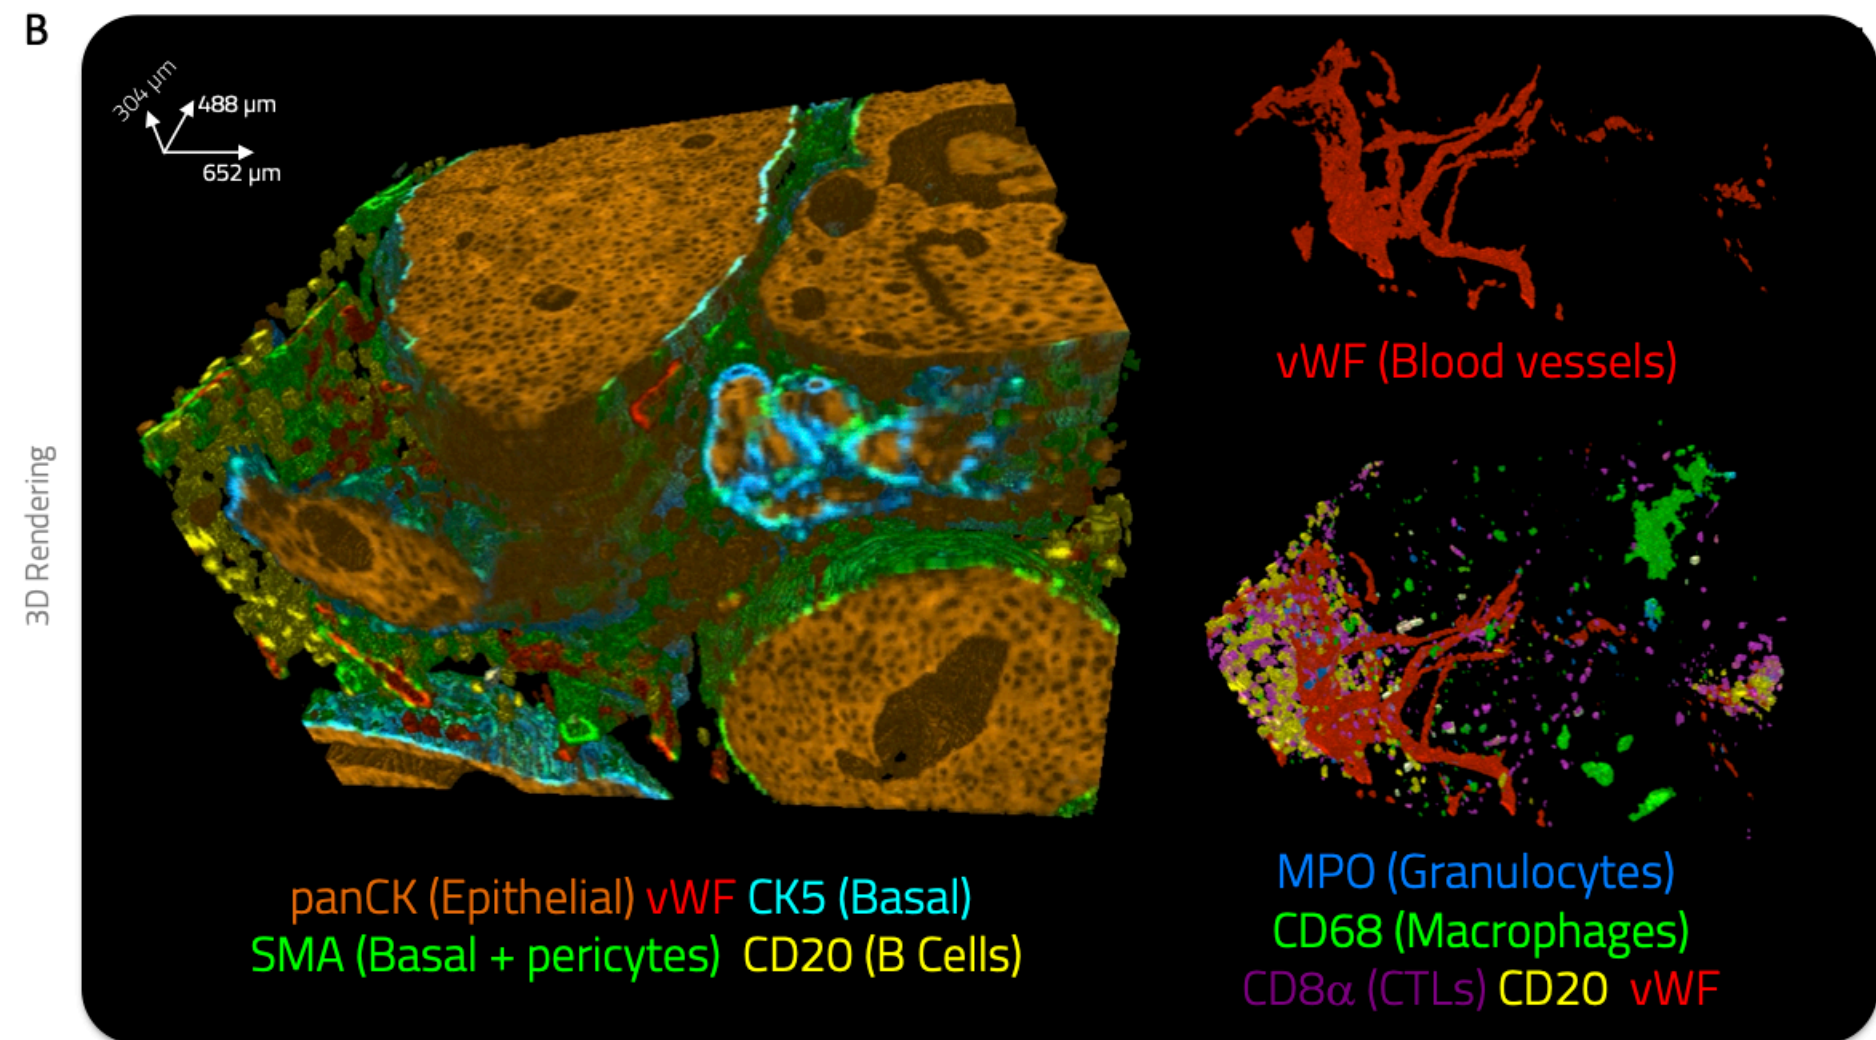 B
304 µm
488 µm
652 µm
3D Rendering
vWF (Blood vessels)
panCK (Epithelial) vWF CK5 (Basal)
SMA (Basal + pericytes) CD20 (B Cells)
MPO (Granulocytes)
CD68 (Macrophages)
CD8α (CTLs) CD20 vWF